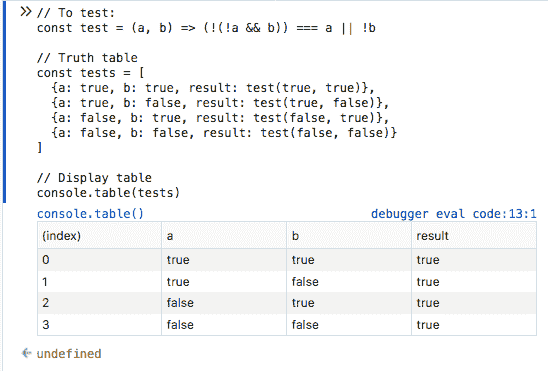 // To test:
const test = (a, b) => (!(!a && b)) === a || !b
// Truth table
const tests = [
{a: true, b: true, result: test(true, true)},
{a: true, b: false, result: test(true, false)},
{a: false, b: true, result: test(false, true)},
{a: false, b: false, result: test(false, false)}
]
// Display table
console.table(tests)
console.table() debugger eval code:13:1
(index) a b result
0 true true true
1 true false true
2 false true true
3 false false true
undefined